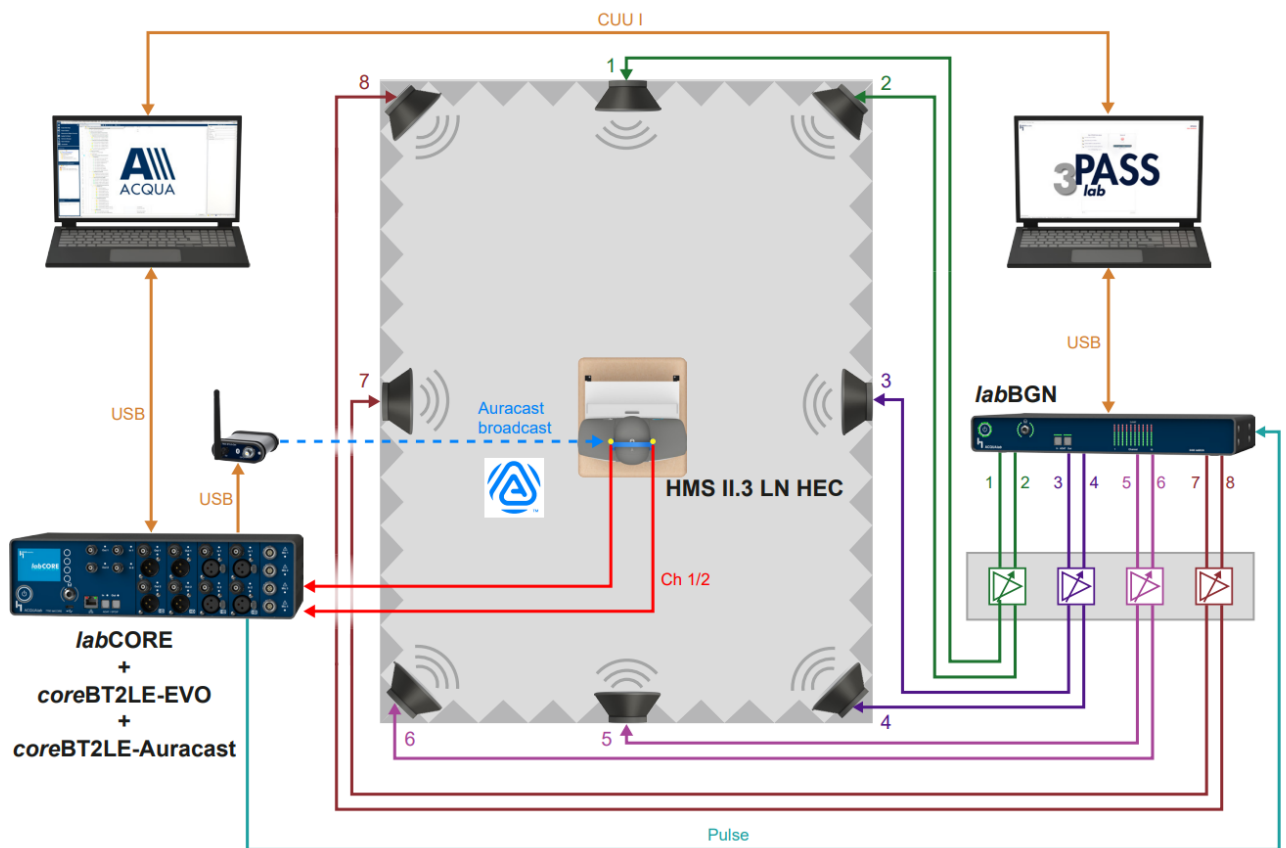 CUU I
1
8
2
ACQUA
3PASS
lab
USB
USB
7
3
Auracast
broadcast
labBGN
HMS II.3 LN HEC
USB
1
2
3
4
5
6
7
8
labCORE
Ch 1/2
labCORE
+
coreBT2LE-EVO
+
coreBT2LE-Auracast
6
5
4
Pulse